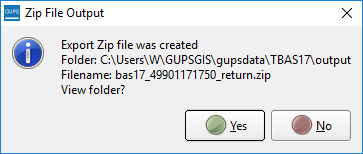 GUPS Zip File Output
Export Zip file was created
Folder: C:\Users\W\GUPSGIS\gupsdata\TBAS17\output
Filename: bas17_49901171750_return.zip
View folder?
Yes No